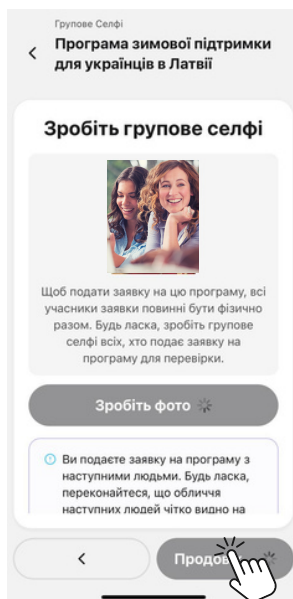 Групове Селфі
Програма зимової підтримки
для українців в Латвії
Зробіть групове селфі
Щоб подати заявку на цю програму, всі
учасники заявки повинні бути фізично
разом. Будь ласка, зробіть групове
селфі всіх, хто подає заявку на
програму для перевірки.
Зробіть фото
Ви подаєте заявку на програму з
наступними людьми. Будь ласка,
переконайтеся, що обличчя
наступних людей чітко видно на